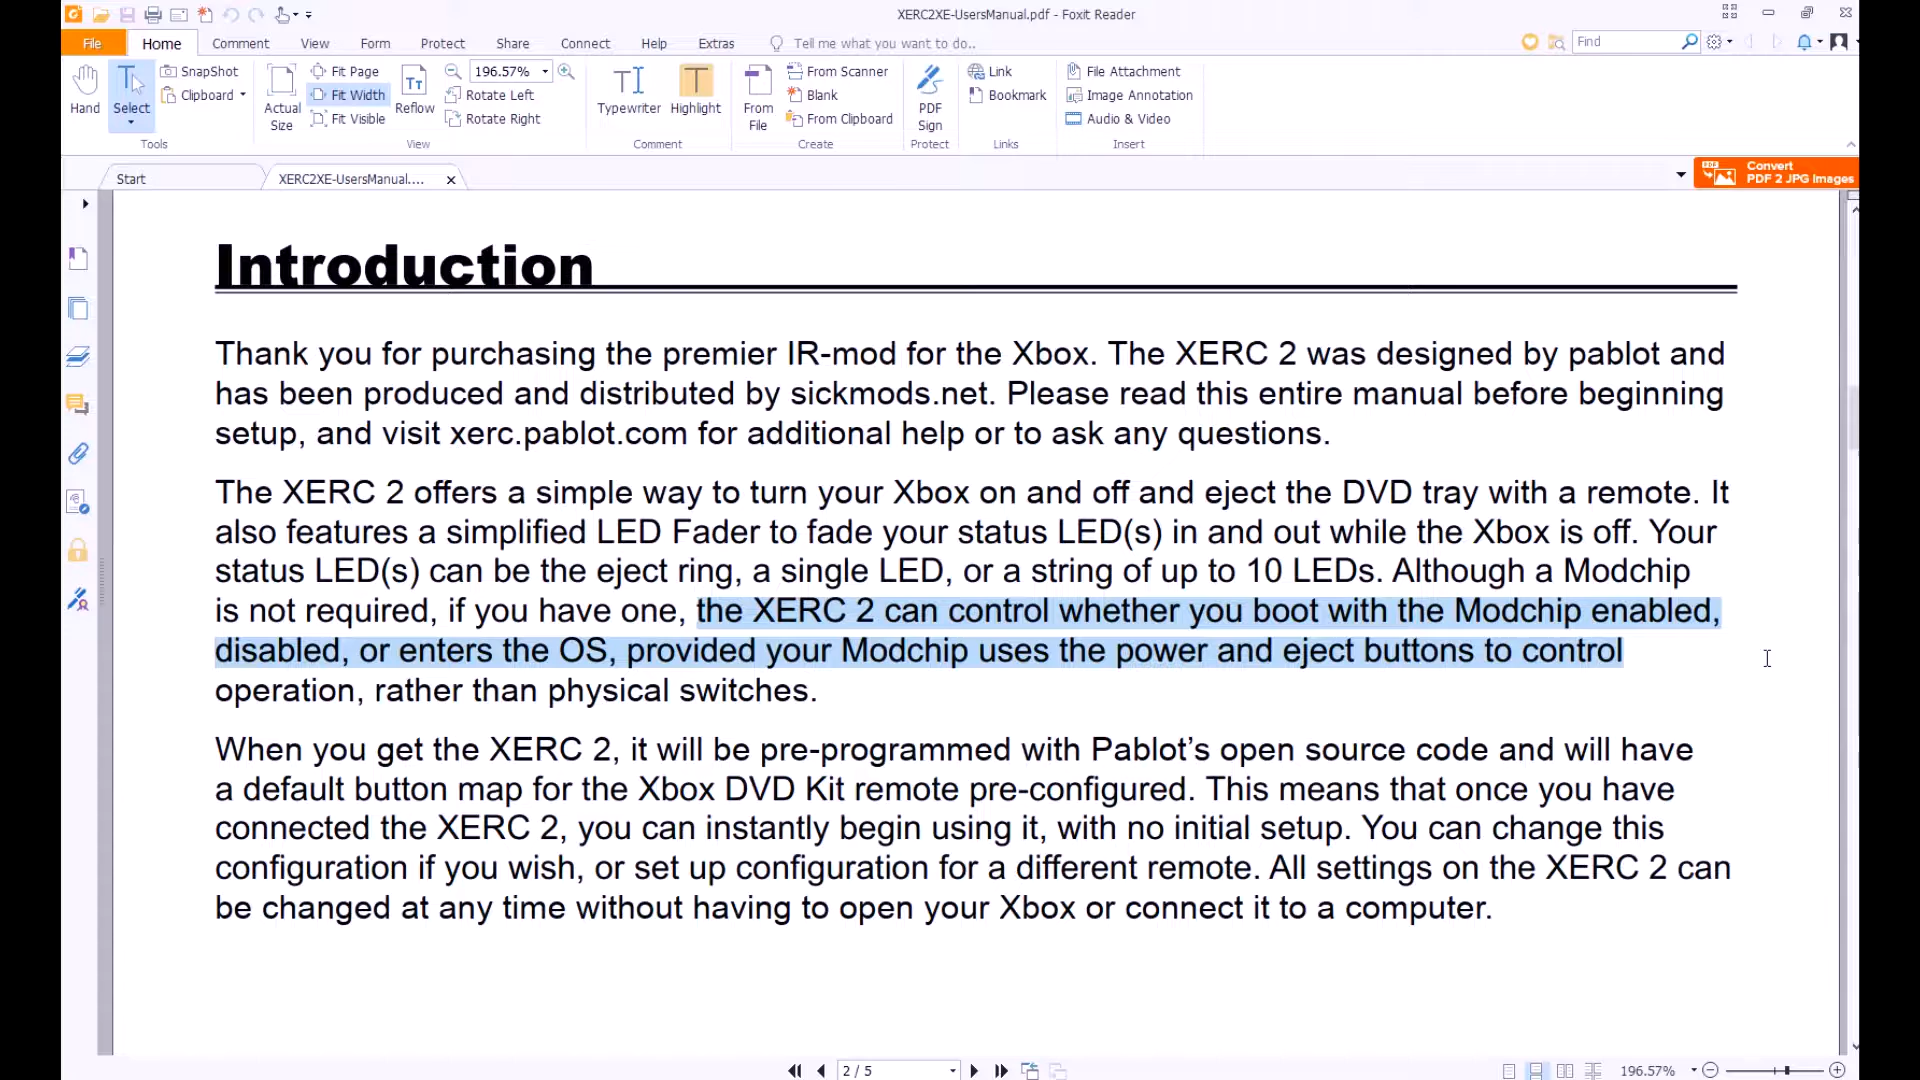 XERC2XE-UsersManual.pdf - Foxit Reader
File Home Comment View Form Protect Share Connect Help Extras Tell me what you want to do.. Find
Hand
Select
SnapShot
Clipboard
Tools
Actual Size
Fit Page
Fit Width
Fit Visible
Reflow
196.57%
Rotate Left
Rotate Right
View
Typewriter
Highlight
Comment
From File
From Scanner
Blank
From Clipboard
Create
PDF Sign
Protect
Link
Bookmark
Links
File Attachment
Image Annotation
Audio & Video
Insert
Start
XERC2XE-UsersManual....
Convert
PDF 2 JPG Images
Introduction
Thank you for purchasing the premier IR-mod for the Xbox. The XERC 2 was designed by pablot and
has been produced and distributed by sickmods.net. Please read this entire manual before beginning
setup, and visit xerc.pablot.com for additional help or to ask any questions.
The XERC 2 offers a simple way to turn your Xbox on and off and eject the DVD tray with a remote. It
also features a simplified LED Fader to fade your status LED(s) in and out while the Xbox is off. Your
status LED(s) can be the eject ring, a single LED, or a string of up to 10 LEDs. Although a Modchip
is not required, if you have one, the XERC 2 can control whether you boot with the Modchip enabled,
disabled, or enters the OS, provided your Modchip uses the power and eject buttons to control
operation, rather than physical switches.
When you get the XERC 2, it will be pre-programmed with Pablot’s open source code and will have
a default button map for the Xbox DVD Kit remote pre-configured. This means that once you have
connected the XERC 2, you can instantly begin using it, with no initial setup. You can change this
configuration if you wish, or set up configuration for a different remote. All settings on the XERC 2 can
be changed at any time without having to open your Xbox or connect it to a computer.
2 / 5
196.57%